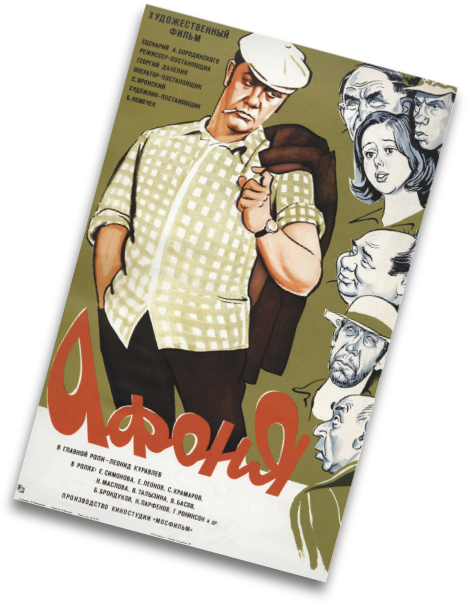 ХУДОЖЕСТВЕННЫЙ
ФИЛЬМ
СЦЕНАРИЙ А. БОРОДЯНСКОГО
РЕЖИССЕР-ПОСТАНОВЩИК
ГЕОРГИЙ ДАНЕЛИЯ
ОПЕРАТОР-ПОСТАНОВЩИК
С. ВРОНСКИЙ
ХУДОЖНИК-ПОСТАНОВЩИК
Б. НЕМЕЧЕК
Афоня
В ГЛАВНОЙ РОЛИ—ЛЕОНИД КУРАВЛЕВ
В РОЛЯХ: Е. СИМОНОВА, Е. ЛЕОНОВ, С. КРАМАРОВ,
Н. МАСЛОВА, В. ТАЛЫЗИНА, В. БАСОВ,
Б. БРОНДУКОВ, Н. ПАРФЕНОВ, Г. РОНИНСОН И ДР.
ПРОИЗВОДСТВО КИНОСТУДИИ «МОСФИЛЬМ»